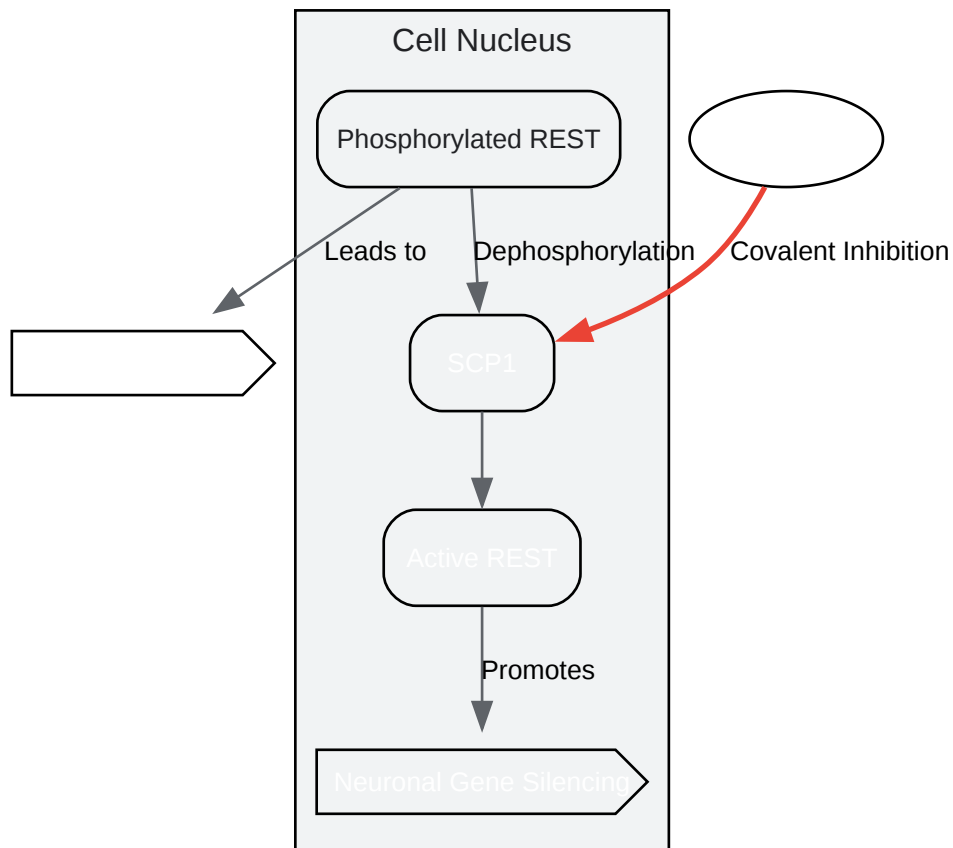 Cell Nucleus
Phosphorylated REST
Leads to
Dephosphorylation
Covalent Inhibition
SCP1
Active REST
Promotes
Neuronal Gene Silencing